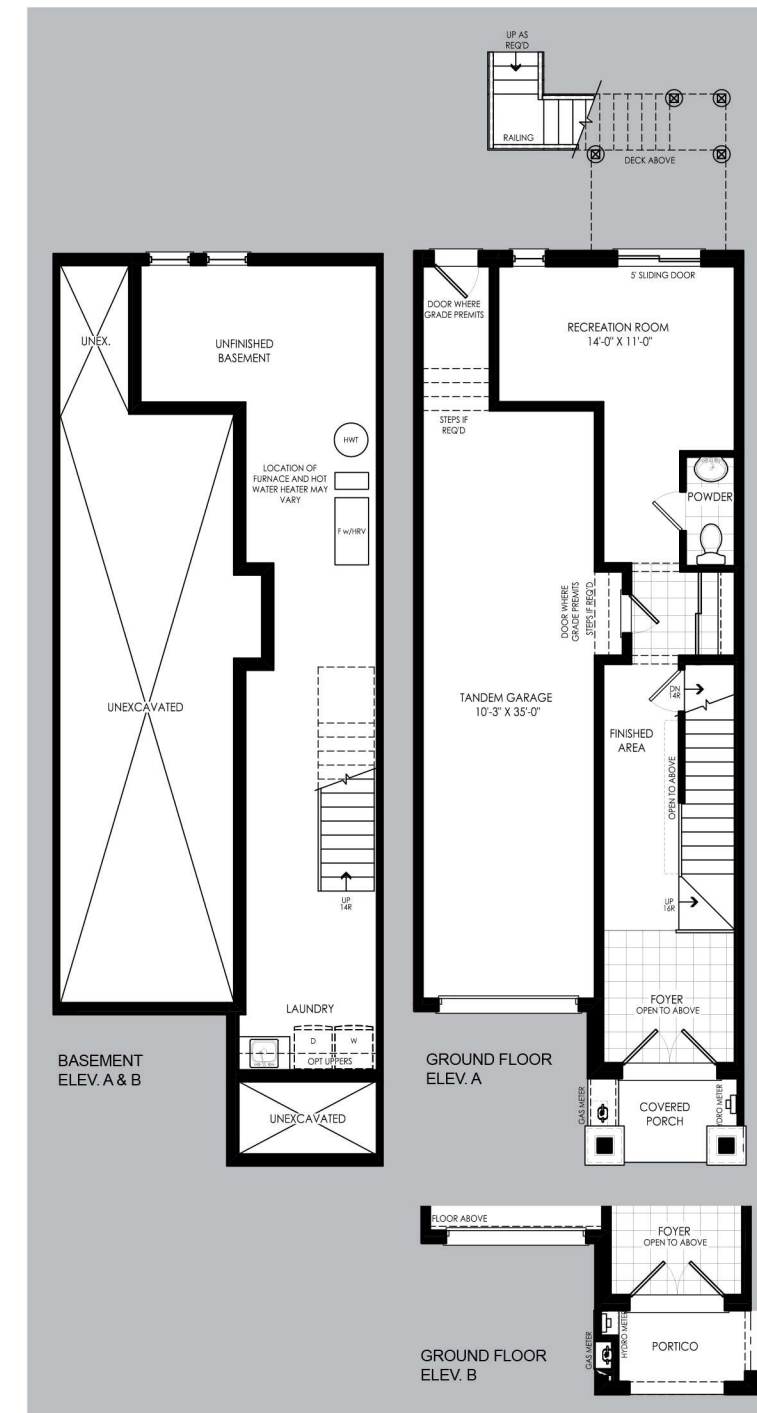 UP AS
REQ'D
RAILING
DECK ABOVE
UNEX.
UNFINISHED
BASEMENT
HWT
LOCATION OF
FURNACE AND HOT
WATER HEATER MAY
VARY
F w/HRV
UNEXCAVATED
UP
14R
LAUNDRY
D
W
OPT UPPERS
UNEXCAVATED
BASEMENT
ELEV. A & B
5' SLIDING DOOR
DOOR WHERE
GRADE PREMITS
RECREATION ROOM
14'-0" X 11'-0"
STEPS IF
REQ'D
POWDER
DOOR WHERE
GRADE PREMITS
STEPS IF REQ'D
TANDEM GARAGE
10'-3" X 35'-0"
DN
14R
FINISHED
AREA
OPEN TO ABOVE
UP
16R
FOYER
OPEN TO ABOVE
GROUND FLOOR
ELEV. A
GAS METER
COVERED
PORCH
YDRO METER
FLOOR ABOVE
FOYER
OPEN TO ABOVE
GAS METER
HYDRO METER
PORTICO
GROUND FLOOR
ELEV. B